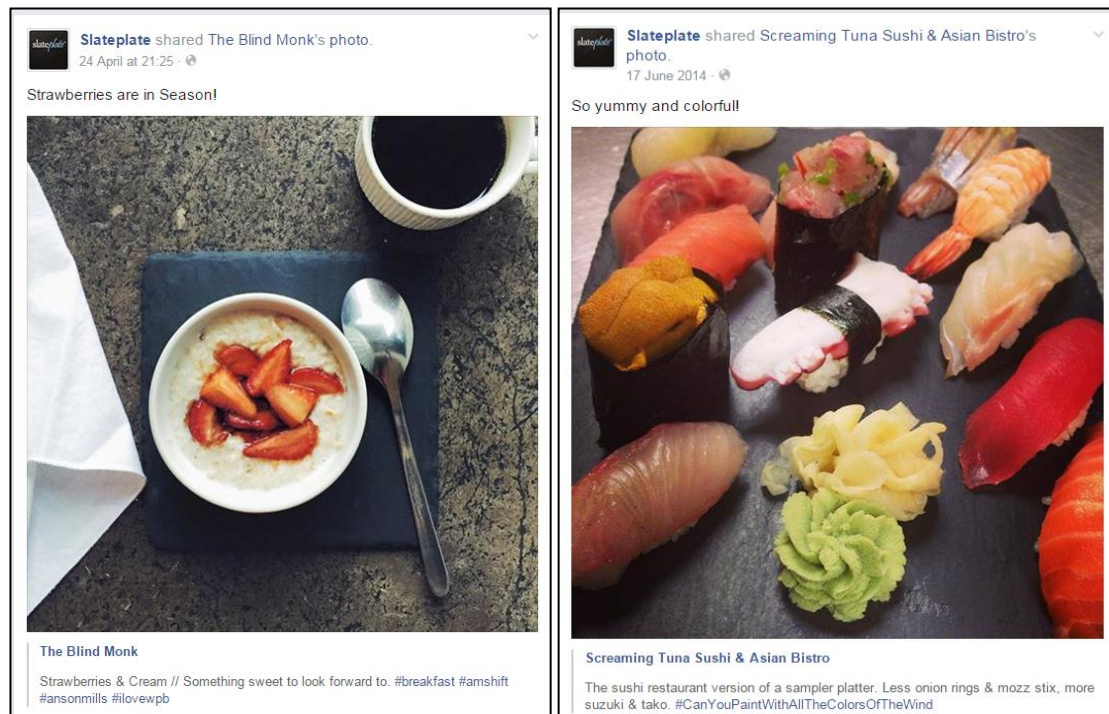 slateplate
Slateplate shared The Blind Monk's photo.
24 April at 21:25 ·
Strawberries are in Season!
The Blind Monk
Strawberries & Cream // Something sweet to look forward to. #breakfast #amshift
#ansonmills #ilovewpb
slateplate
Slateplate shared Screaming Tuna Sushi & Asian Bistro's
photo.
17 June 2014 ·
So yummy and colorful!
Screaming Tuna Sushi & Asian Bistro
The sushi restaurant version of a sampler platter. Less onion rings & mozz stix, more
suzuki & tako. #CanYouPaintWithAllTheColorsOfTheWind